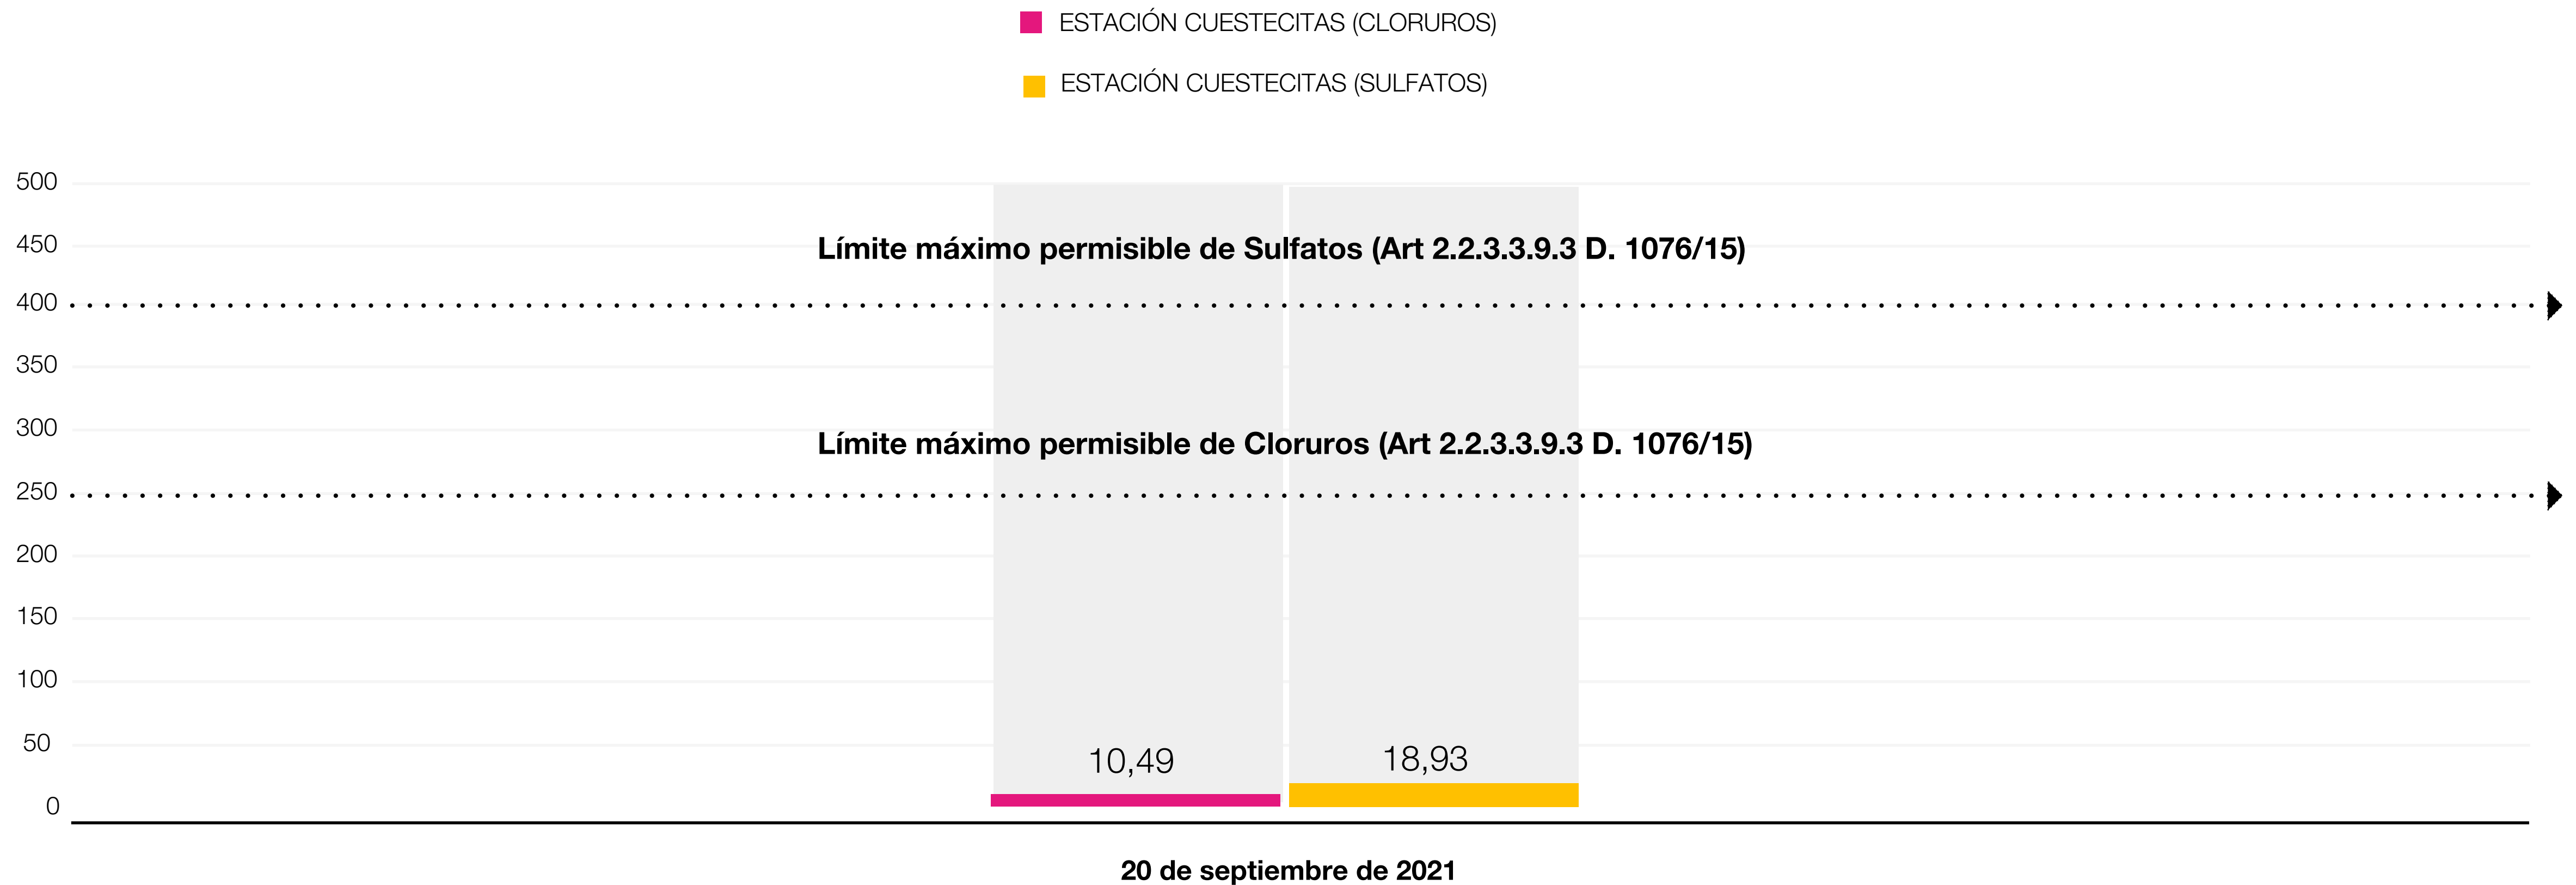 ESTACIÓN CUESTECITAS (CLORUROS)
ESTACIÓN CUESTECITAS (SULFATOS)
500
450
Límite máximo permisible de Sulfatos (Art 2.2.3.3.9.3 D. 1076/15)
400
350
300
Límite máximo permisible de Cloruros (Art 2.2.3.3.9.3 D. 1076/15)
250
200
150
100
50
10,49
18,93
0
20 de septiembre de 2021